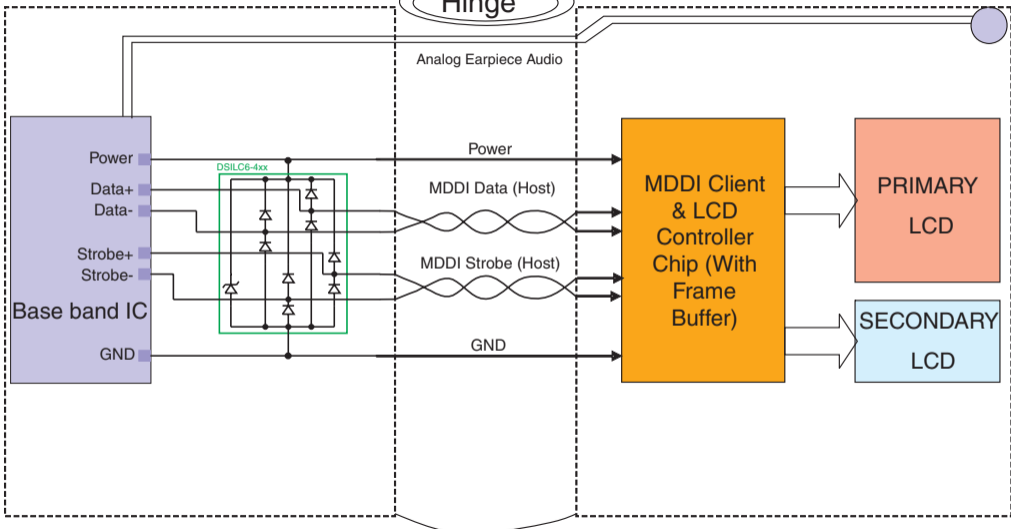 Hinge
Analog Earpiece Audio
Power
Data+
Data-
Strobe+
Strobe-
Base band IC
GND
DSILC6-4xx
Power
MDDI Data (Host)
MDDI Strobe (Host)
GND
MDDI Client
& LCD
Controller
Chip (With
Frame
Buffer)
PRIMARY
LCD
SECONDARY
LCD